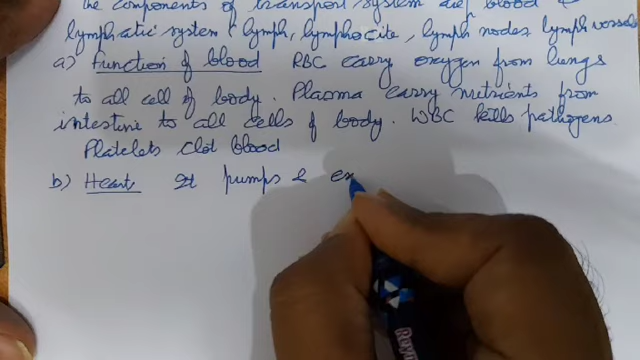 the components of transport system are blood &
lymphatic system: lymph, lymphocite, lymph nodes lymph vessels
a) Function of blood RBC carry oxygen from lungs
to all cell of body. Plasma carry nutrients from
intestine to all cells of body. WBC kills pathogens.
Platelets clot blood
b) Heart It pumps & en